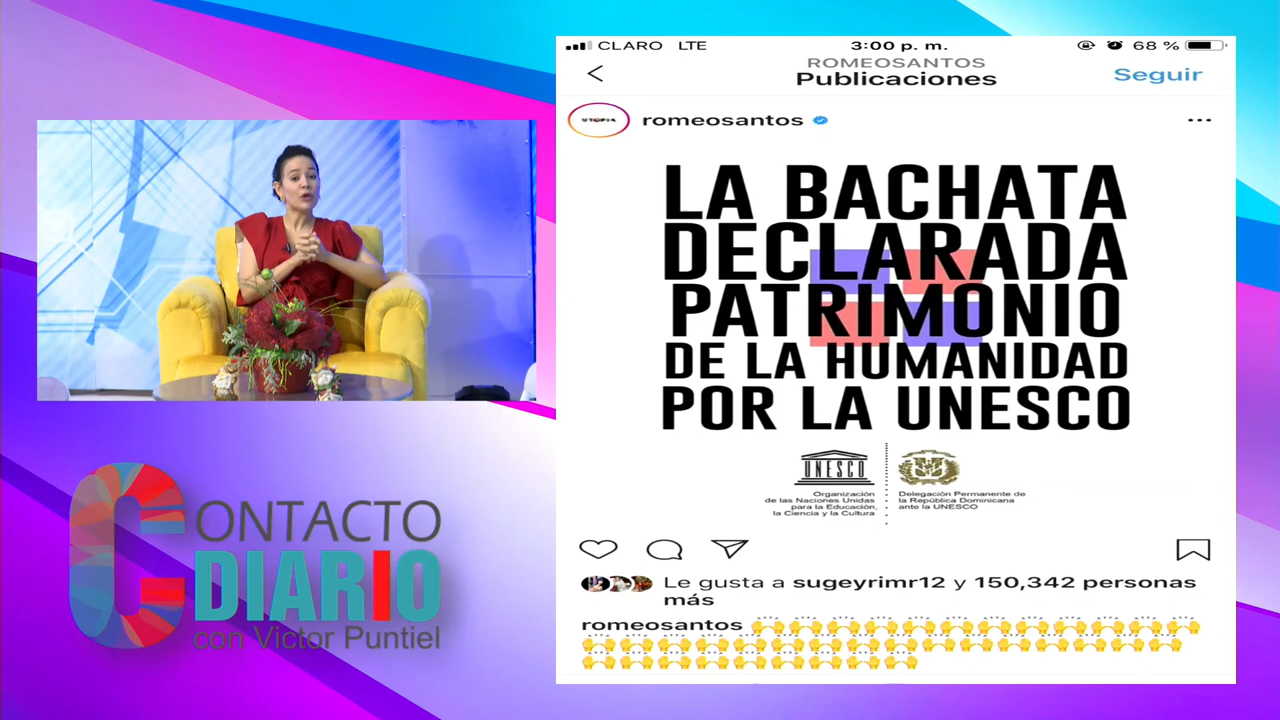 CLARO LTE 3:00 p. m. 68 %
ROMEOSANTOS
Publicaciones
Seguir
UTOPIA
romeosantos
LA BACHATA
DECLARADA
PATRIMONIO
DE LA HUMANIDAD
POR LA UNESCO
UNESCO
Organización
de las Naciones Unidas
para la Educación,
la Ciencia y la Cultura
Delegación Permanente de
la República Dominicana
ante la UNESCO
Le gusta a sugeyrimr12 y 150,342 personas
más
romeosantos
CONTACTO
DIARIO
con Victor Puntiel